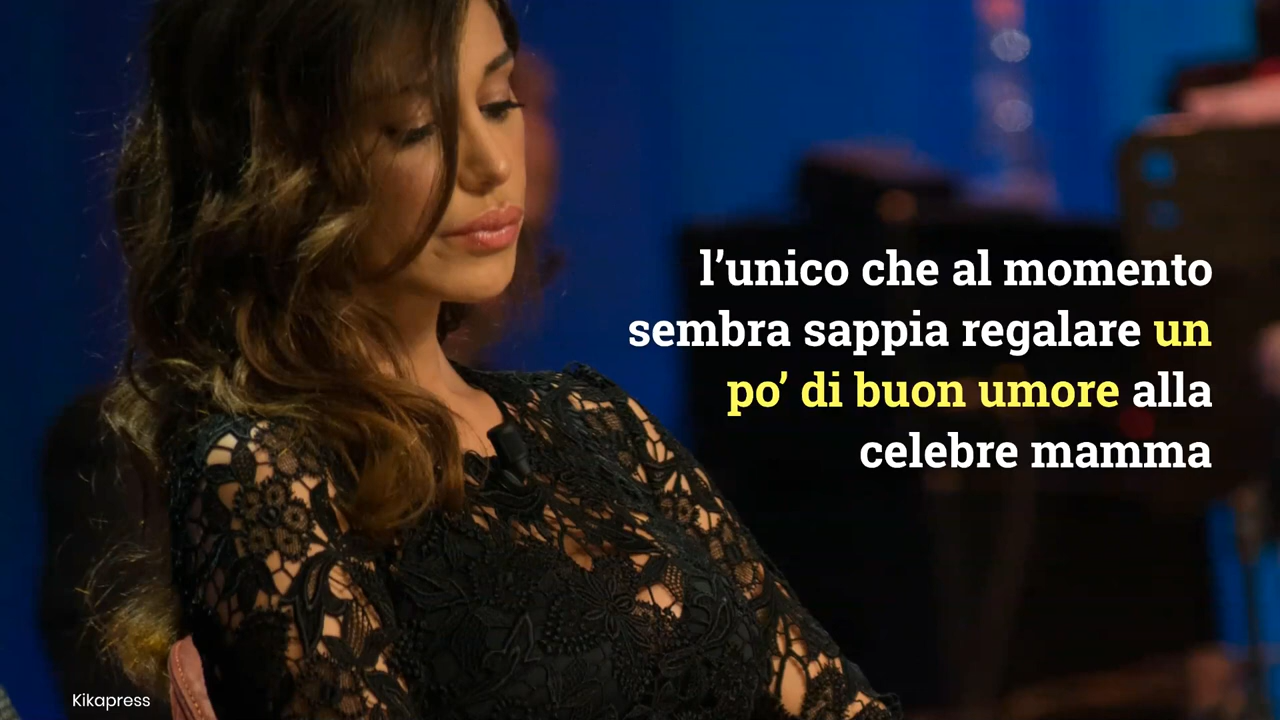 l’unico che al momento
sembra sappia regalare un
po’ di buon umore alla
celebre mamma
Kikapress